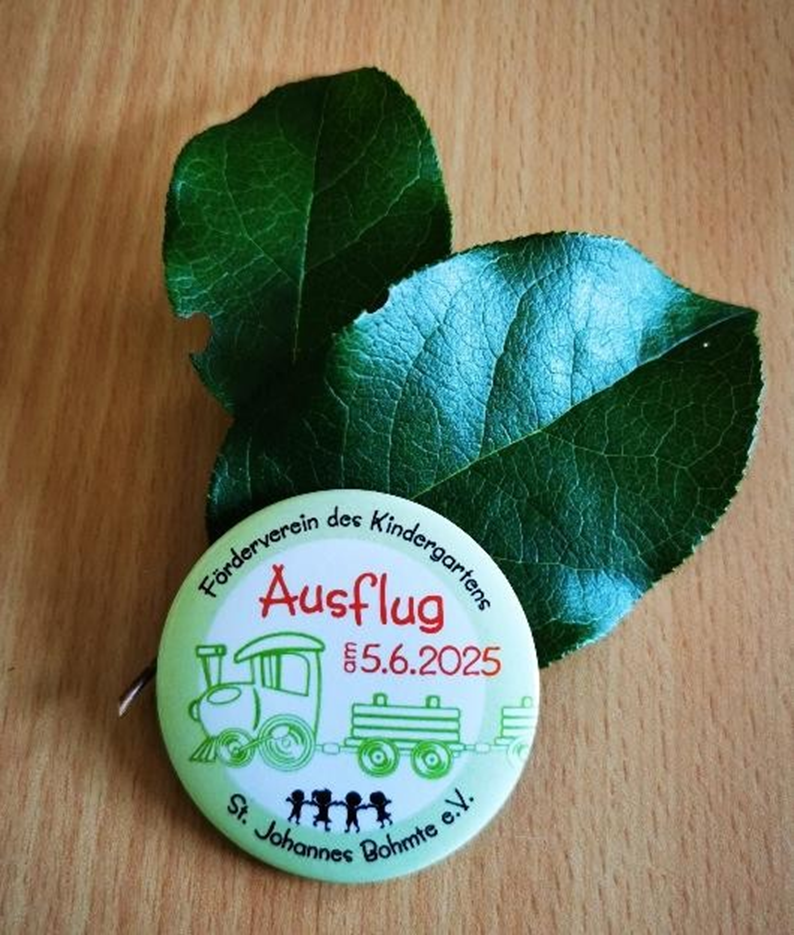 Förderverein des Kindergartens
Ausflug
am 5.6.2025
St. Johannes Bohmte e.V.